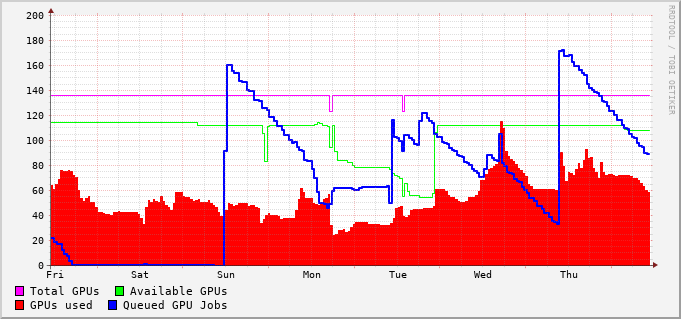 200
180
160
140
120
100
80
60
40
20
0
Fri Sat Sun Mon Tue Wed Thu
Total GPUs Available GPUs
GPUs used Queued GPU Jobs
RRDTOOL / TOBI OETIKER